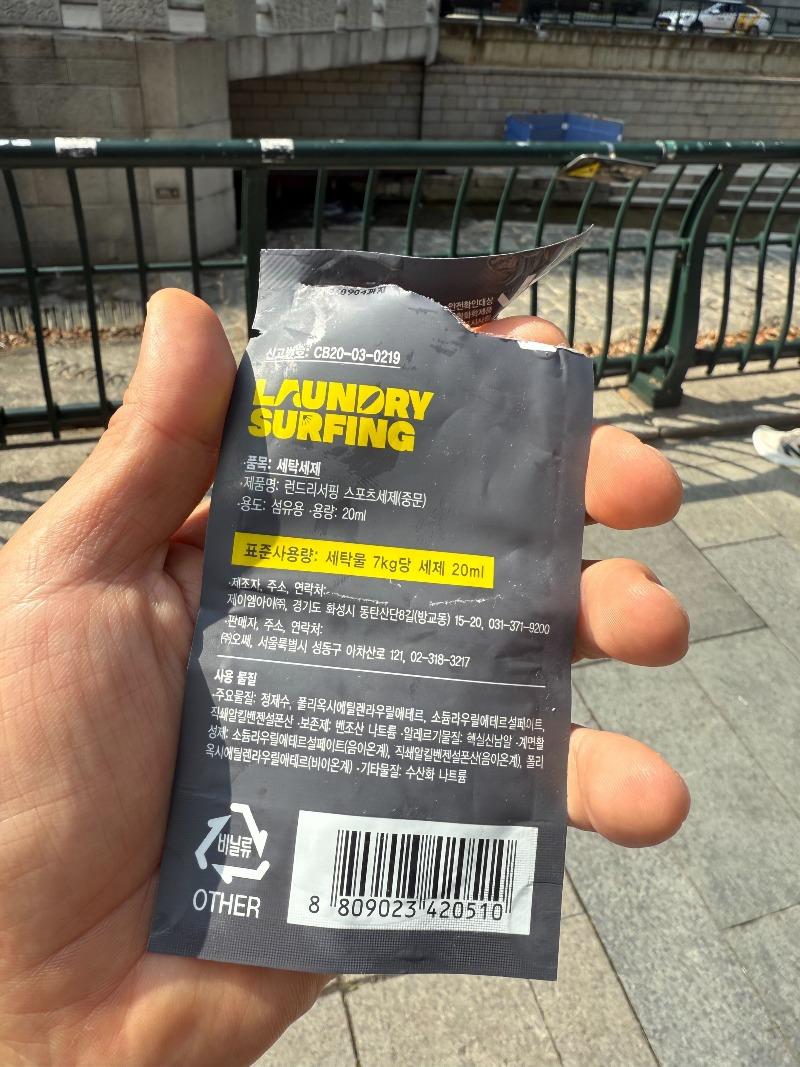 0904까지
안전확인대상
신고번호: CB20-03-0219
LAUNDRY
SURFING
·품목: 세탁세제
·제품명: 런드리서핑 스포츠세제(중문)
·용도: 섬유용 ·용량: 20ml
표준사용량: 세탁물 7kg당 세제 20ml
·제조자, 주소, 연락처:
제이엠아이㈜, 경기도 화성시 동탄산단8길(방교동) 15-20, 031-371-9200
·판매자, 주소, 연락처:
㈜오쎄, 서울특별시 성동구 아차산로 121, 02-318-3217
사용 물질
·주요물질: 정제수, 폴리옥시에틸렌라우릴에테르, 소듐라우릴에테르설페이트,
직쇄알킬벤젠설폰산 ·보존제: 벤조산 나트륨 ·알레르기물질: 헥실신남알 ·계면활
성제: 소듐라우릴에테르설페이트(음이온계), 직쇄알킬벤젠설폰산(음이온계), 폴리
옥시에틸렌라우릴에테르(비이온계) ·기타물질: 수산화 나트륨
비닐류
OTHER
8 809023 420510